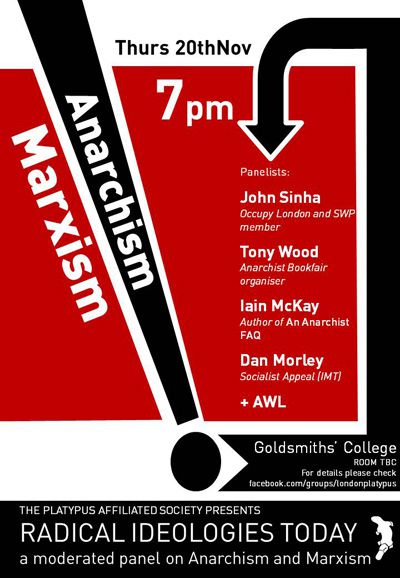 Thurs 20thNov
7pm
Anarchism
Marxism
Panelists:
John Sinha
Occupy London and SWP
member
Tony Wood
Anarchist Bookfair
organiser
Iain McKay
Author of An Anarchist
FAQ
Dan Morley
Socialist Appeal (IMT)
+ AWL
Goldsmiths' College
ROOM TBC
For details please check
facebook.com/groups/londonplatypus
THE PLATYPUS AFFILIATED SOCIETY PRESENTS
RADICAL IDEOLOGIES TODAY
a moderated panel on Anarchism and Marxism